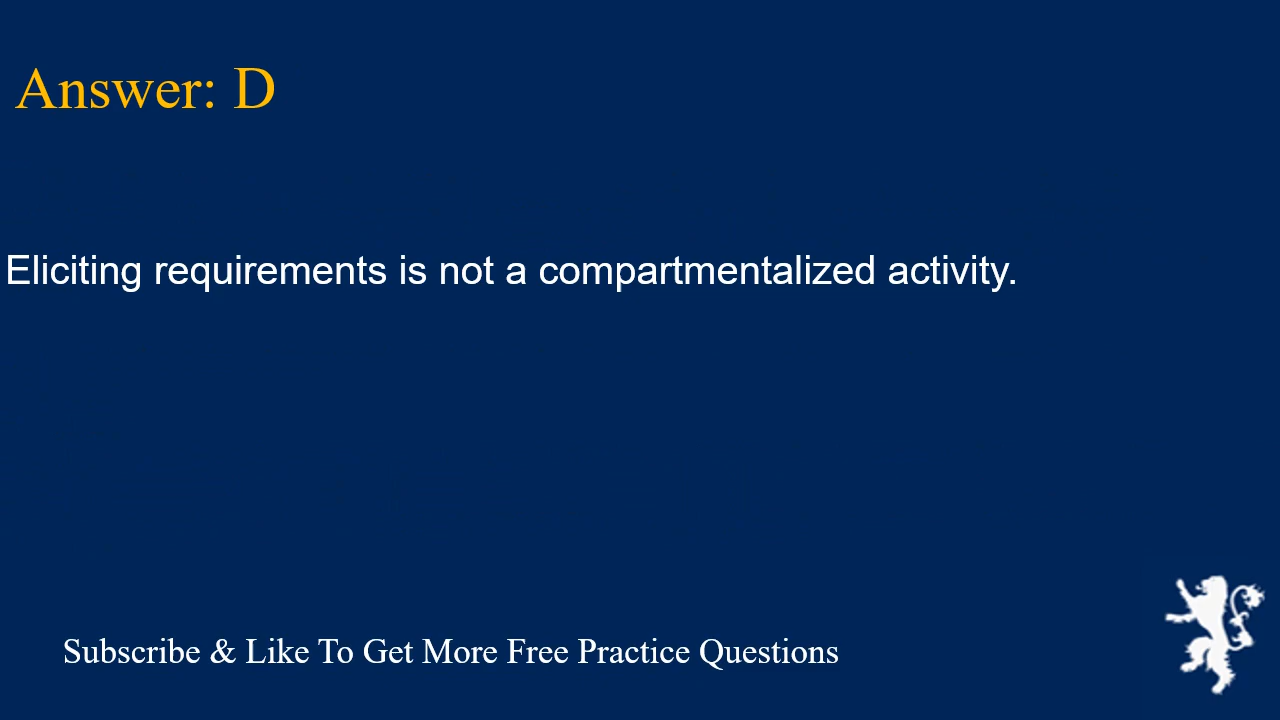 Answer: D
Eliciting requirements is not a compartmentalized activity.
Subscribe & Like To Get More Free Practice Questions